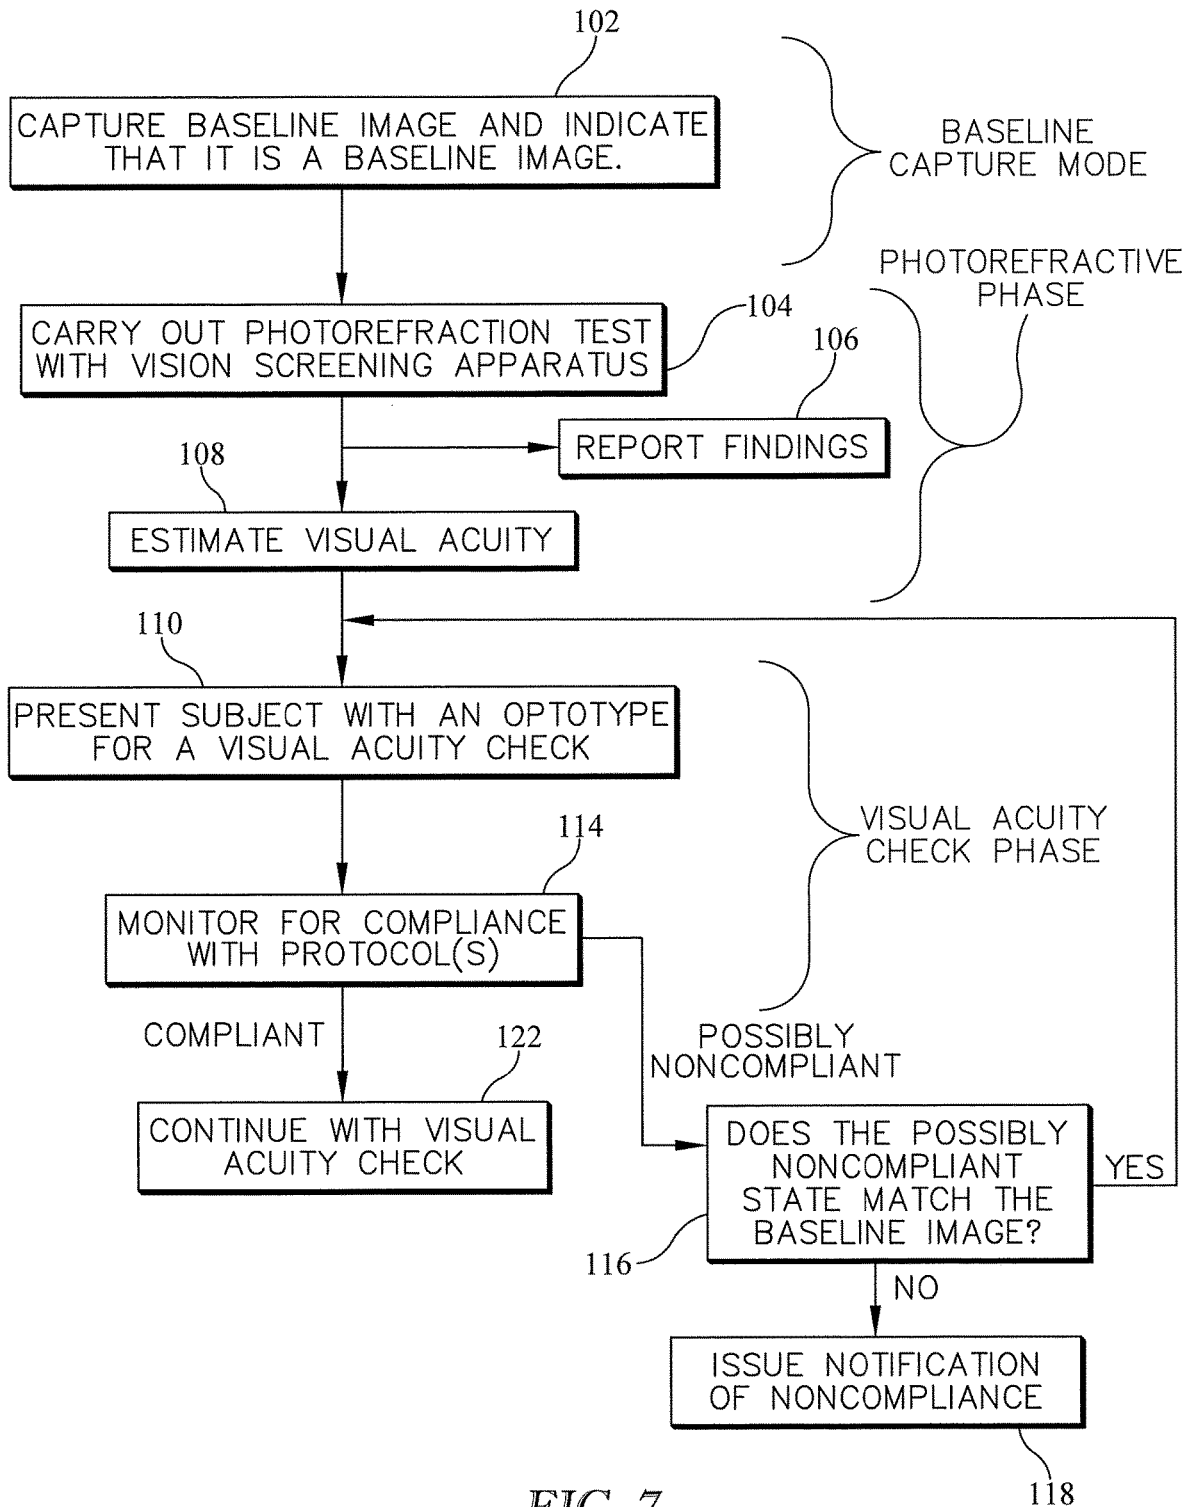 102
CAPTURE BASELINE IMAGE AND INDICATE
THAT IT IS A BASELINE IMAGE.
BASELINE
CAPTURE MODE
PHOTOREFRACTIVE
PHASE
CARRY OUT PHOTOREFRACTION TEST
WITH VISION SCREENING APPARATUS
104
106
REPORT FINDINGS
108
ESTIMATE VISUAL ACUITY
110
PRESENT SUBJECT WITH AN OPTOTYPE
FOR A VISUAL ACUITY CHECK
VISUAL ACUITY
CHECK PHASE
114
MONITOR FOR COMPLIANCE
WITH PROTOCOL(S)
COMPLIANT
122
POSSIBLY
NONCOMPLIANT
CONTINUE WITH VISUAL
ACUITY CHECK
DOES THE POSSIBLY
NONCOMPLIANT
STATE MATCH THE
BASELINE IMAGE?
YES
116
NO
ISSUE NOTIFICATION
OF NONCOMPLIANCE
118
FIG. 7